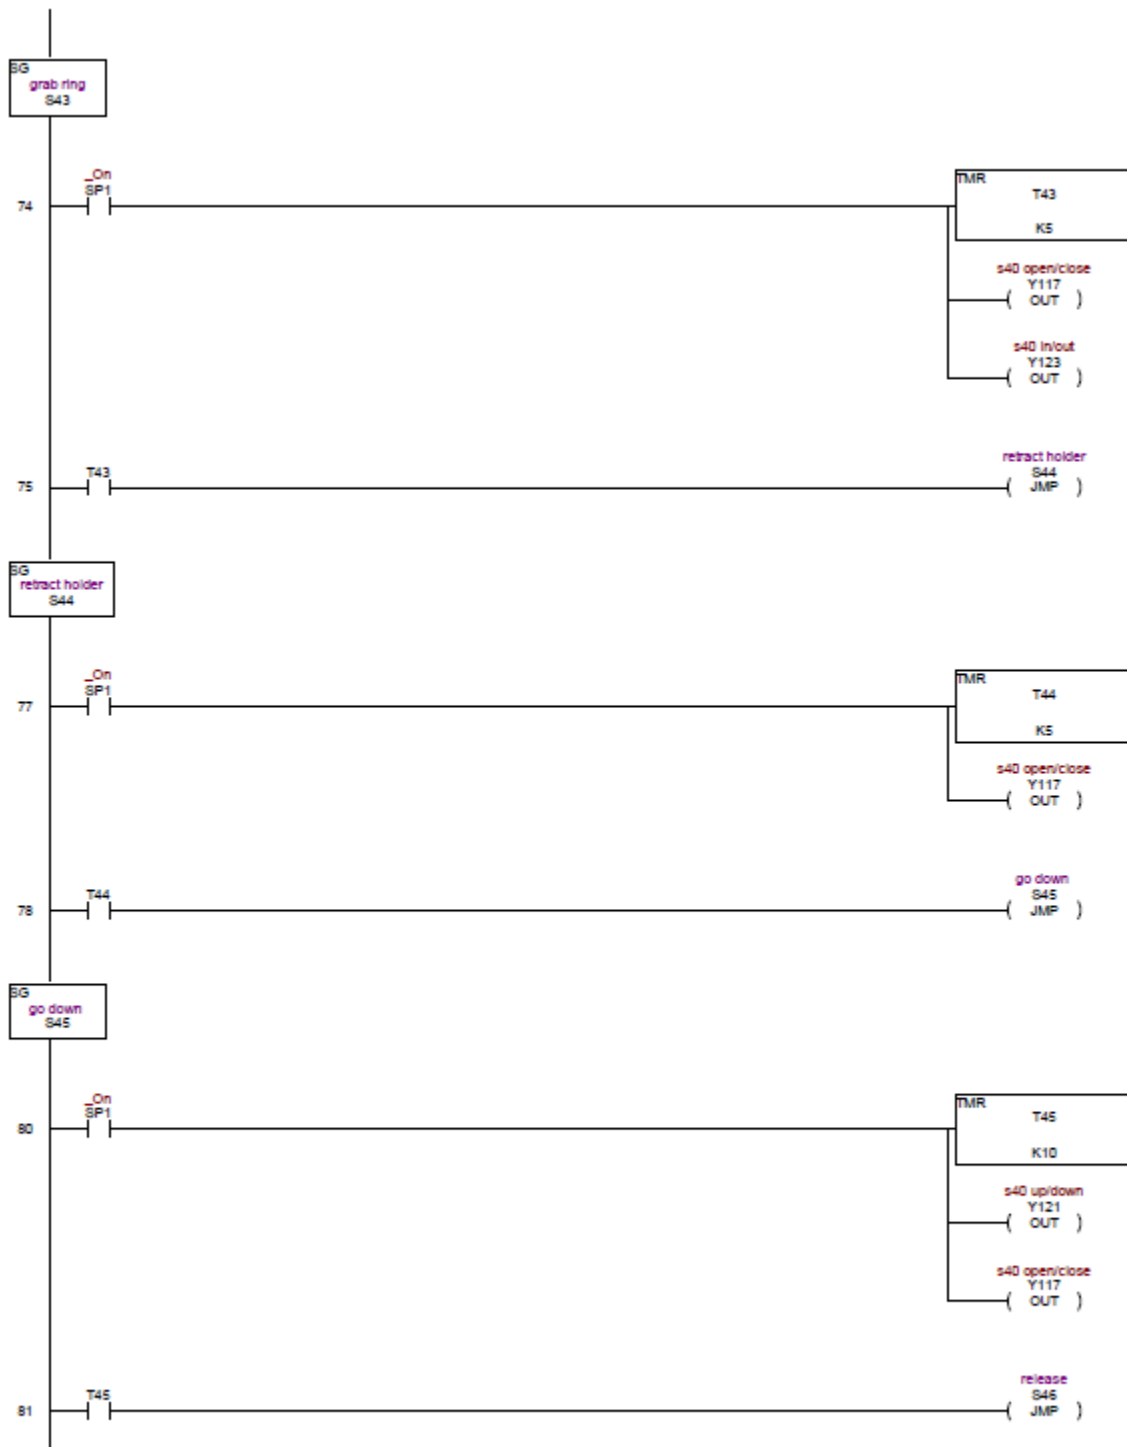 SG
grab ring
S43
_On
SP1
TMR
T43
74
K5
s40 open/close
Y117
OUT
s40 in/out
Y123
OUT
retract holder
T43
S44
75
JMP
SG
retract holder
S44
_On
SP1
TMR
T44
77
K5
s40 open/close
Y117
OUT
go down
T44
S45
78
JMP
SG
go down
S45
_On
SP1
TMR
T45
80
K10
s40 up/down
Y121
OUT
s40 open/close
Y117
OUT
release
T45
S46
81
JMP